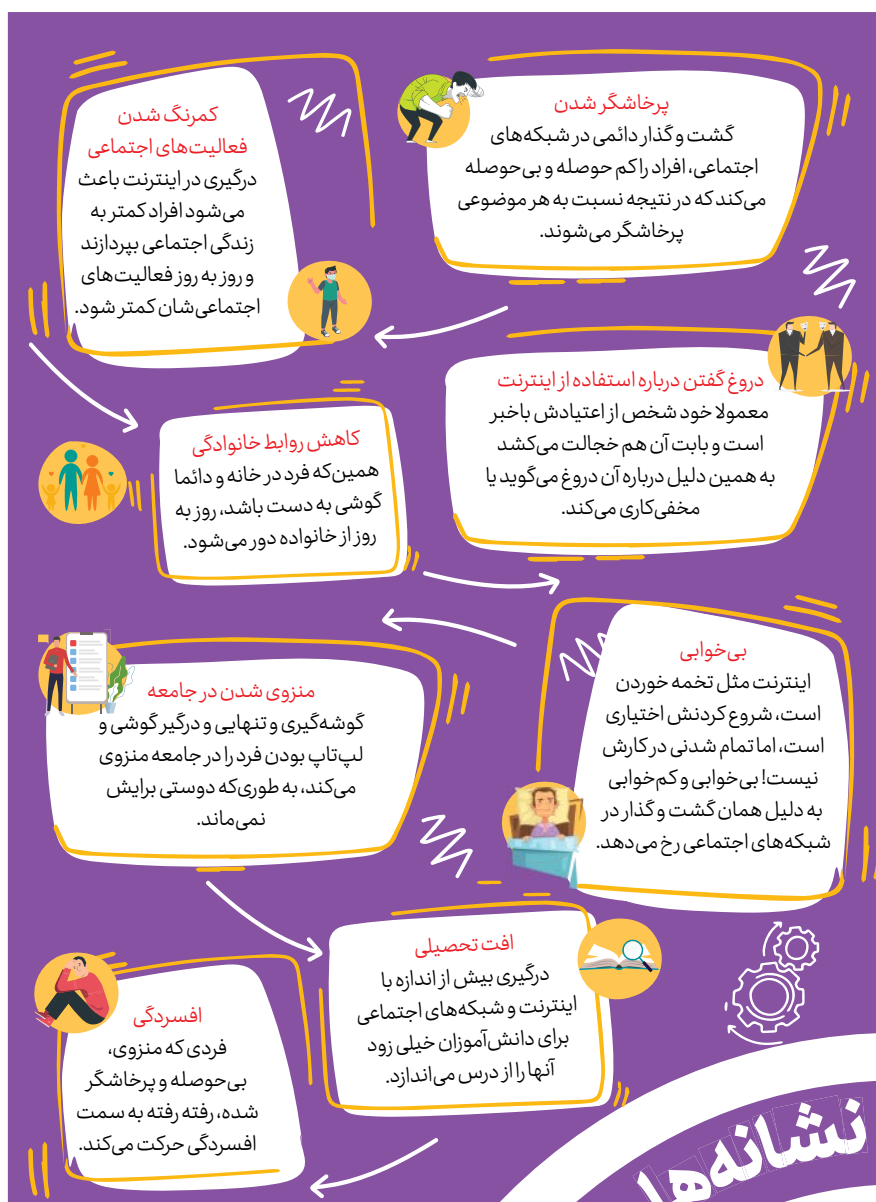 پرخاشگر شدن
گشت و گذار دائمی در شبکه‌های
اجتماعی، افراد را کم حوصله و بی‌حوصله
می‌کند که در نتیجه نسبت به هر موضوعی
پرخاشگر می‌شوند.
کمرنگ شدن
فعالیت‌های اجتماعی
درگیری در اینترنت باعث
می‌شود افراد کمتر به
زندگی اجتماعی بپردازند
و روز به روز فعالیت‌های
اجتماعی‌شان کمتر شود.
کاهش روابط خانوادگی
همین‌که فرد در خانه و دائما
گوشی به دست باشد، روز به
روز از خانواده دور می‌شود.
دروغ گفتن درباره استفاده از اینترنت
معمولا خود شخص از اعتیادش باخبر
است و بابت آن هم خجالت می‌کشد
به همین دلیل درباره آن دروغ می‌گوید یا
مخفی‌کاری می‌کند.
بی‌خوابی
اینترنت مثل تخمه خوردن
است، شروع کردنش اختیاری
است، اما تمام شدنی در کارش
نیست! بی‌خوابی و کم‌خوابی
به دلیل همان گشت و گذار در
شبکه‌های اجتماعی رخ می‌دهد.
منزوی شدن در جامعه
گوشه‌گیری و تنهایی و درگیر گوشی و
لپ‌تاپ بودن فرد را در جامعه منزوی
می‌کند، به طوری‌که دوستی برایش
نمی‌ماند.
افت تحصیلی
درگیری بیش از اندازه با
اینترنت و شبکه‌های اجتماعی
برای دانش‌آموزان خیلی زود
آنها را از درس می‌اندازد.
افسردگی
فردی که منزوی،
بی‌حوصله و پرخاشگر
شده، رفته رفته به سمت
افسردگی حرکت می‌کند.
نشانه‌ها